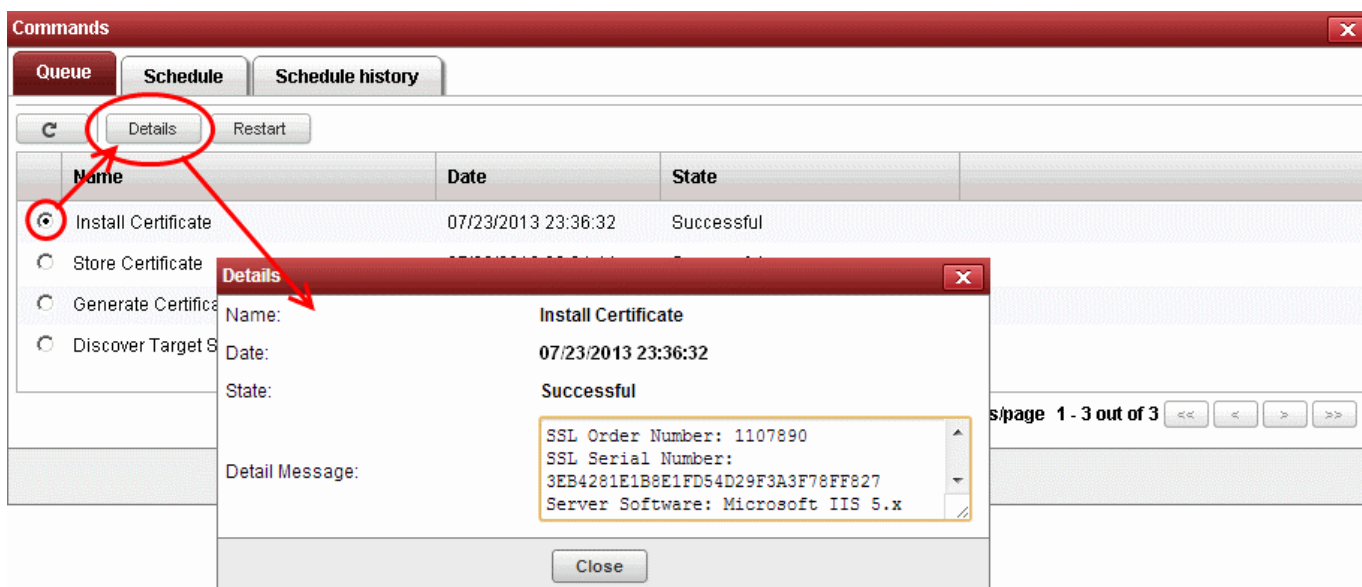 Commands
Queue Schedule Schedule history
Details Restart
Name Date State
Install Certificate 07/23/2013 23:36:32 Successful
Store Certificate
Generate
Discover Target
Details
Name: Install Certificate
Date: 07/23/2013 23:36:32
State: Successful
Detail Message:
SSL Order Number: 1107890
SSL Serial Number:
3EB4281E1B8E1FD54D29F3A3F78FF827
Server Software: Microsoft IIS 5.x
Close
s/page 1 - 3 out of 3 << < > >>